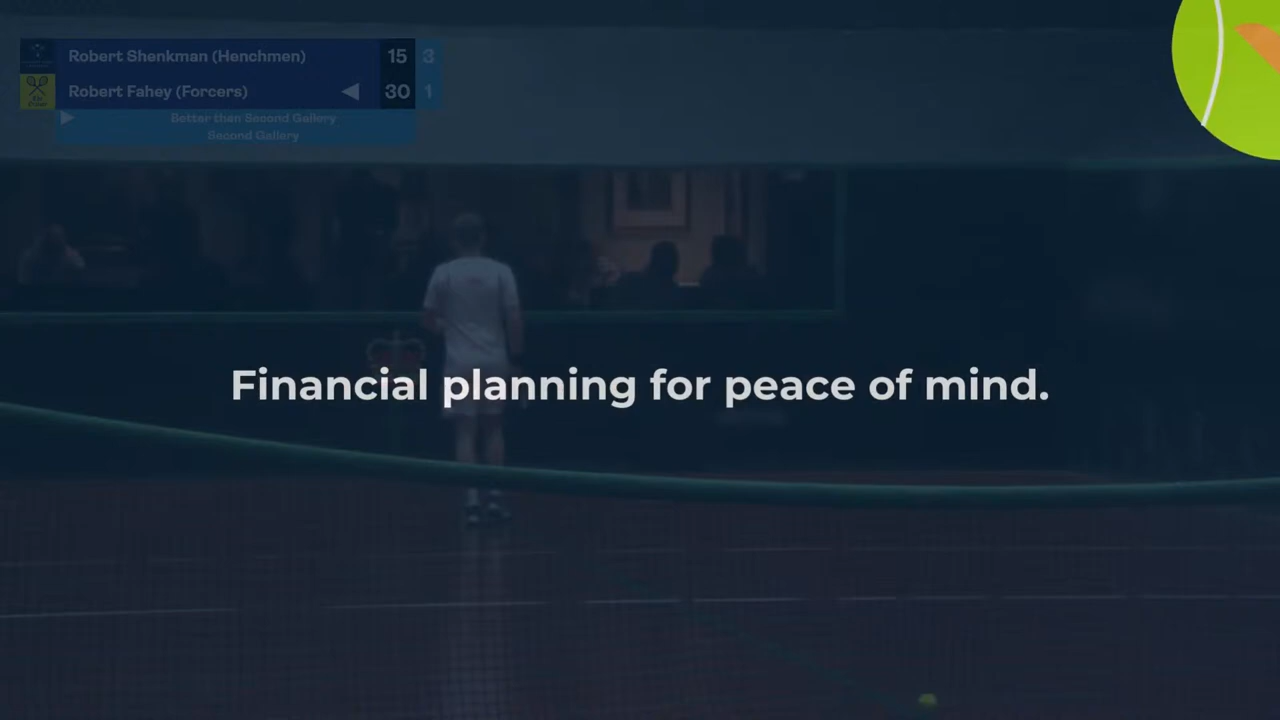 Robert Shenkman (Henchmen) 15 3
Robert Fahey (Forcers) 30 1
Better than Second Gallery
Second Gallery
Financial planning for peace of mind.